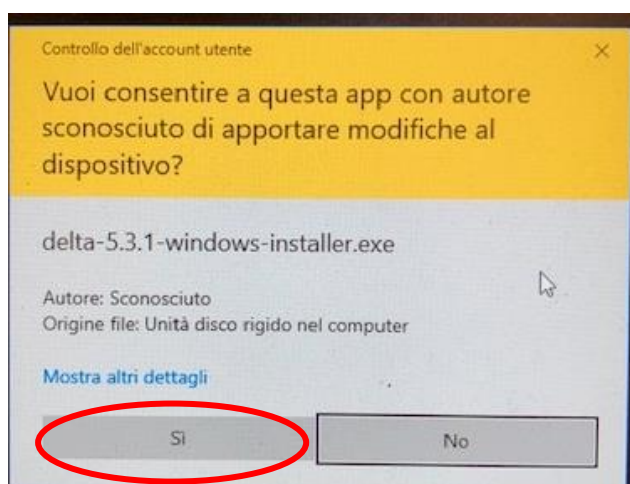 Controllo dell'account utente
Vuoi consentire a questa app con autore
sconosciuto di apportare modifiche al
dispositivo?
delta-5.3.1-windows-installer.exe
Autore: Sconosciuto
Origine file: Unità disco rigido nel computer
Mostra altri dettagli
Sì
No